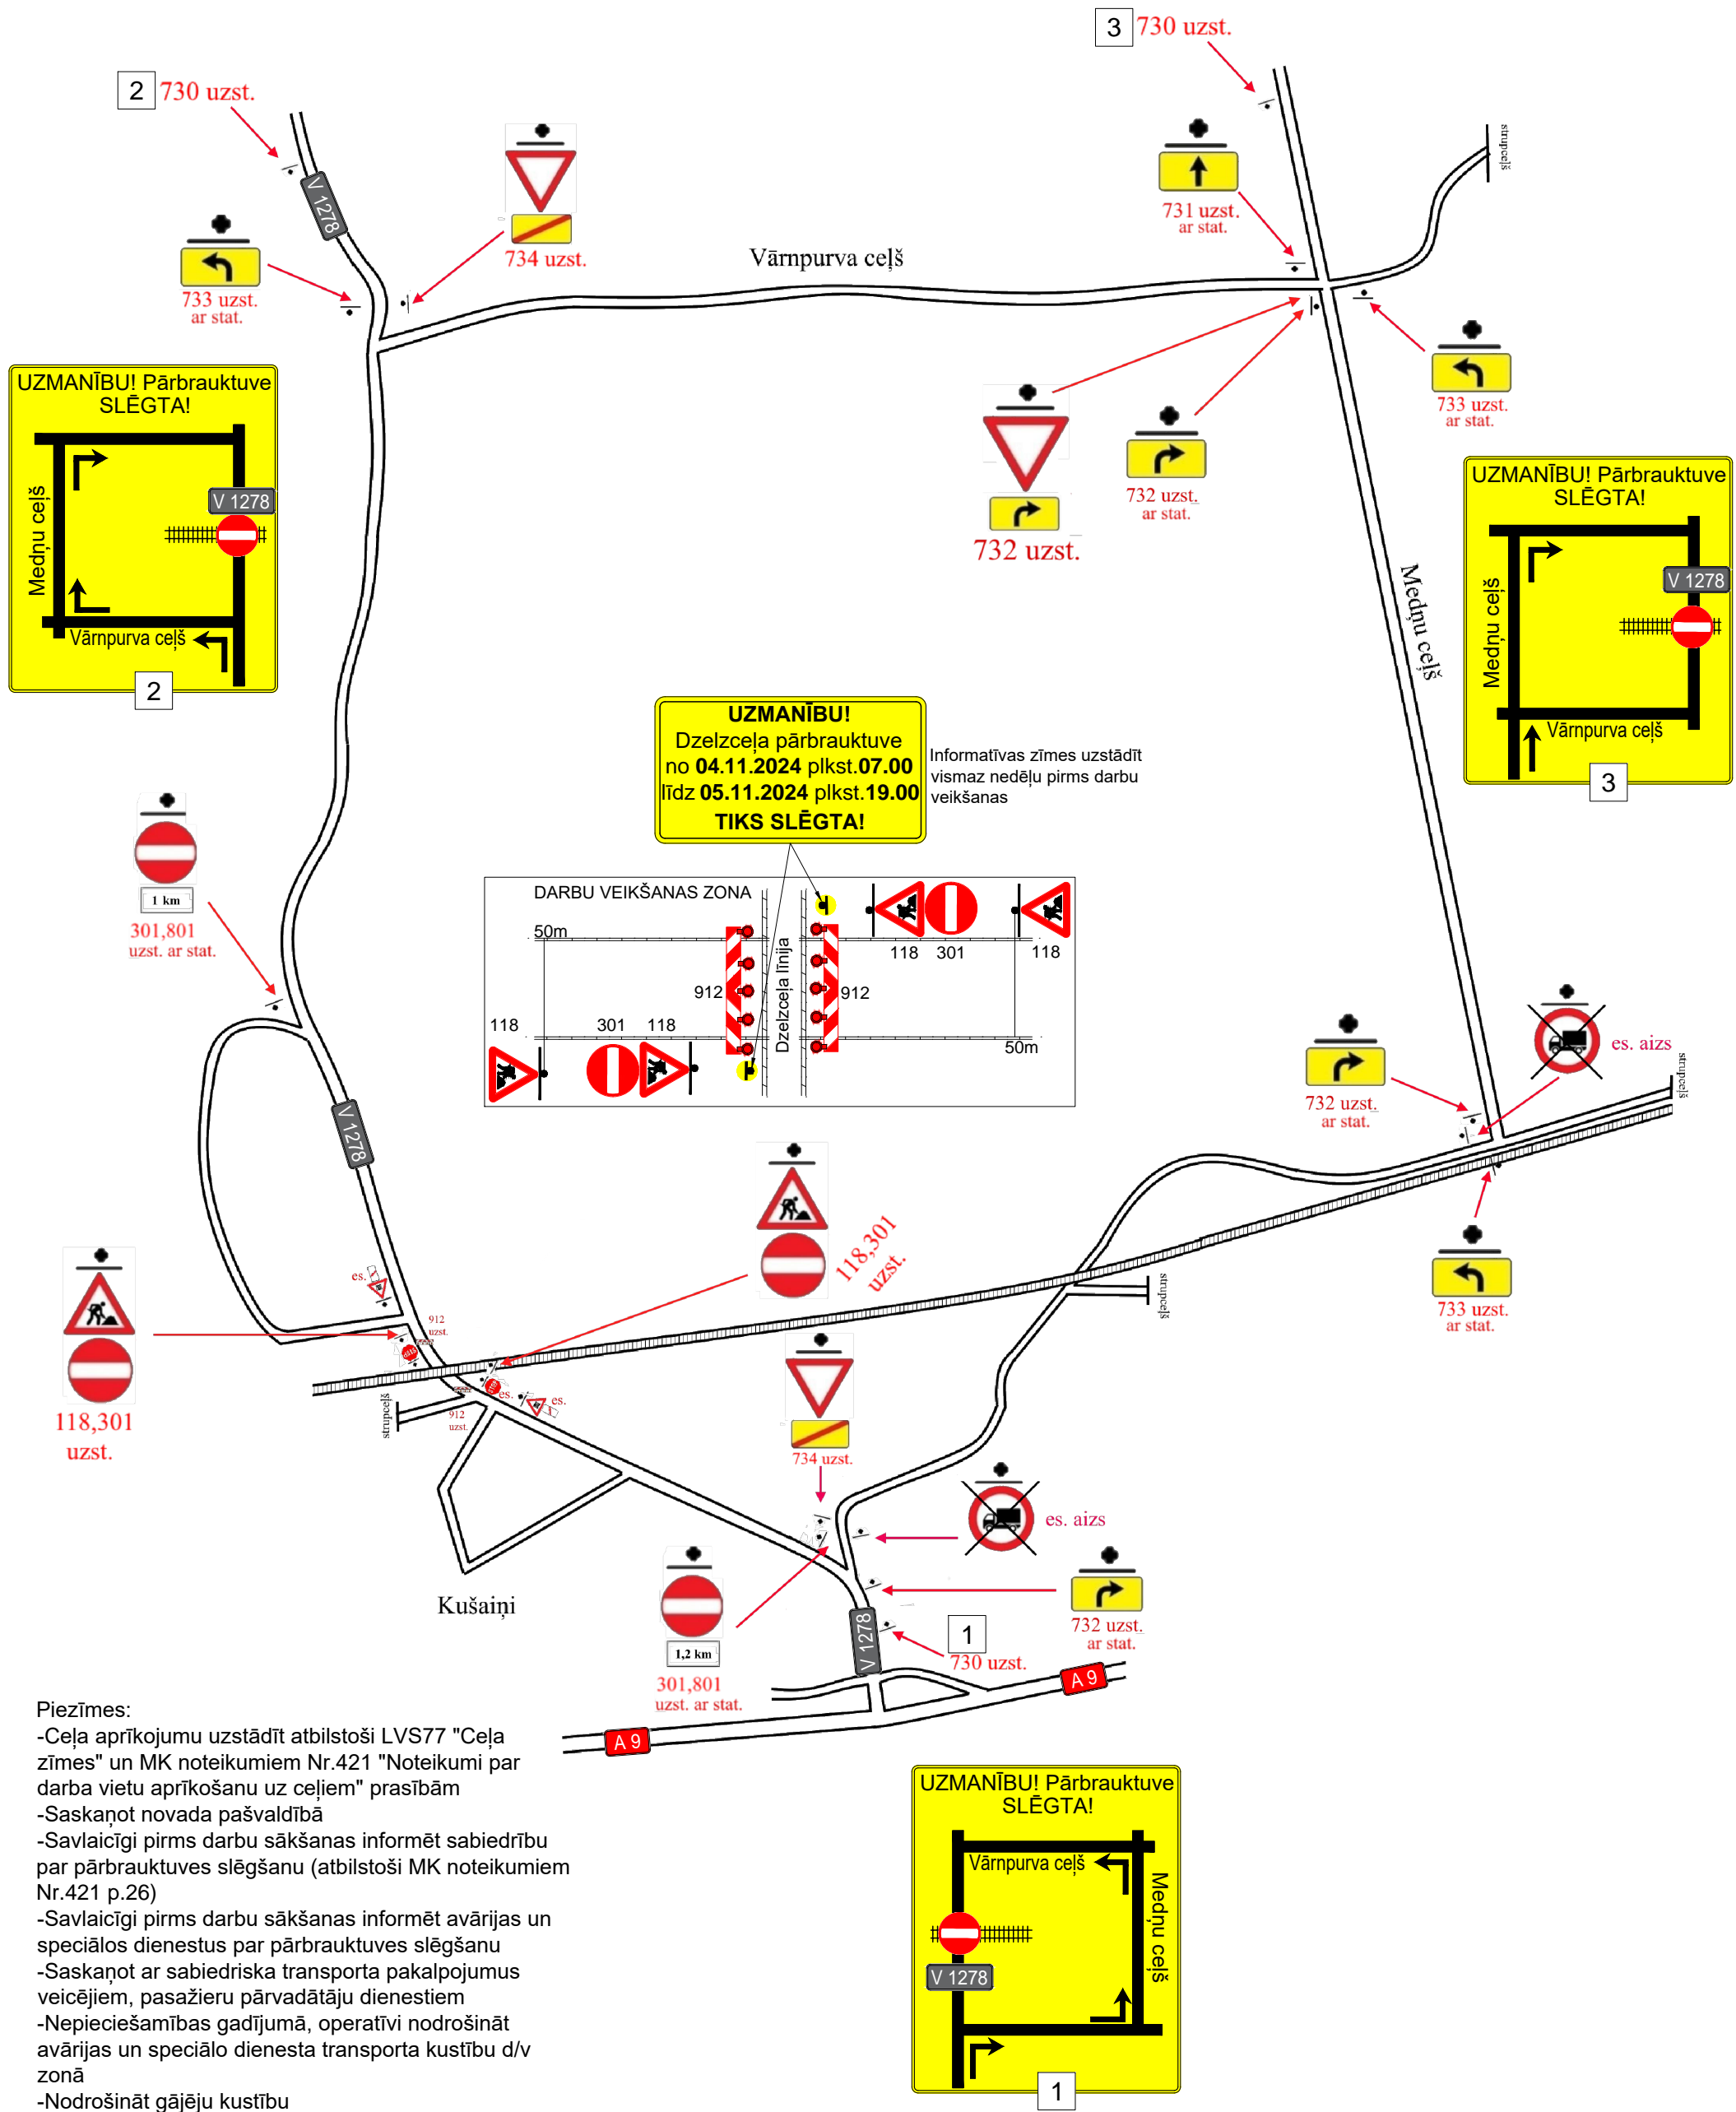 3
730 uzst.
2
730 uzst.
V 1278
731 uzst.
ar stat.
strupceļš
734 uzst.
733 uzst.
ar stat.
Vārnpurva ceļš
733 uzst.
ar stat.
732 uzst.
ar stat.
732 uzst.
UZMANĪBU! Pārbrauktuve
SLĒGTA!
V 1278
Medņu ceļš
Vārnpurva ceļš
2
UZMANĪBU! Pārbrauktuve
SLĒGTA!
V 1278
Medņu ceļš
Vārnpurva ceļš
3
Medņu ceļš
UZMANĪBU!
Dzelzceļa pārbrauktuve
no 04.11.2024 plkst.07.00
līdz 05.11.2024 plkst.19.00
TIKS SLĒGTA!
Informatīvas zīmes uzstādīt
vismaz nedēļu pirms darbu
veikšanas
DARBU VEIKŠANAS ZONA
50m
118
301
118
912
Dzelzceļa līnija
912
118
301
118
50m
1 km
301,801
uzst. ar stat.
V 1278
es. aizs
732 uzst.
ar stat.
strupceļš
733 uzst.
ar stat.
118,301
uzst.
strupceļš
es.
912
uzst.
118,301
uzst.
es.
es.
912
uzst.
strupceļš
734 uzst.
es. aizs
Kušaiņi
1,2 km
301,801
uzst. ar stat.
732 uzst.
ar stat.
1
730 uzst.
V 1278
A 9
A 9
Piezīmes:
-Ceļa aprīkojumu uzstādīt atbilstoši LVS77 "Ceļa
zīmes" un MK noteikumiem Nr.421 "Noteikumi par
darba vietu aprīkošanu uz ceļiem" prasībām
-Saskaņot novada pašvaldībā
-Savlaicīgi pirms darbu sākšanas informēt sabiedrību
par pārbrauktuves slēgšanu (atbilstoši MK noteikumiem
Nr.421 p.26)
-Savlaicīgi pirms darbu sākšanas informēt avārijas un
speciālos dienestus par pārbrauktuves slēgšanu
-Saskaņot ar sabiedriska transporta pakalpojumus
veicējiem, pasažieru pārvadātāju dienestiem
-Nepieciešamības gadījumā, operatīvi nodrošināt
avārijas un speciālo dienesta transporta kustību d/v
zonā
-Nodrošināt gājēju kustību
UZMANĪBU! Pārbrauktuve
SLĒGTA!
Vārnpurva ceļš
Medņu ceļš
V 1278
1